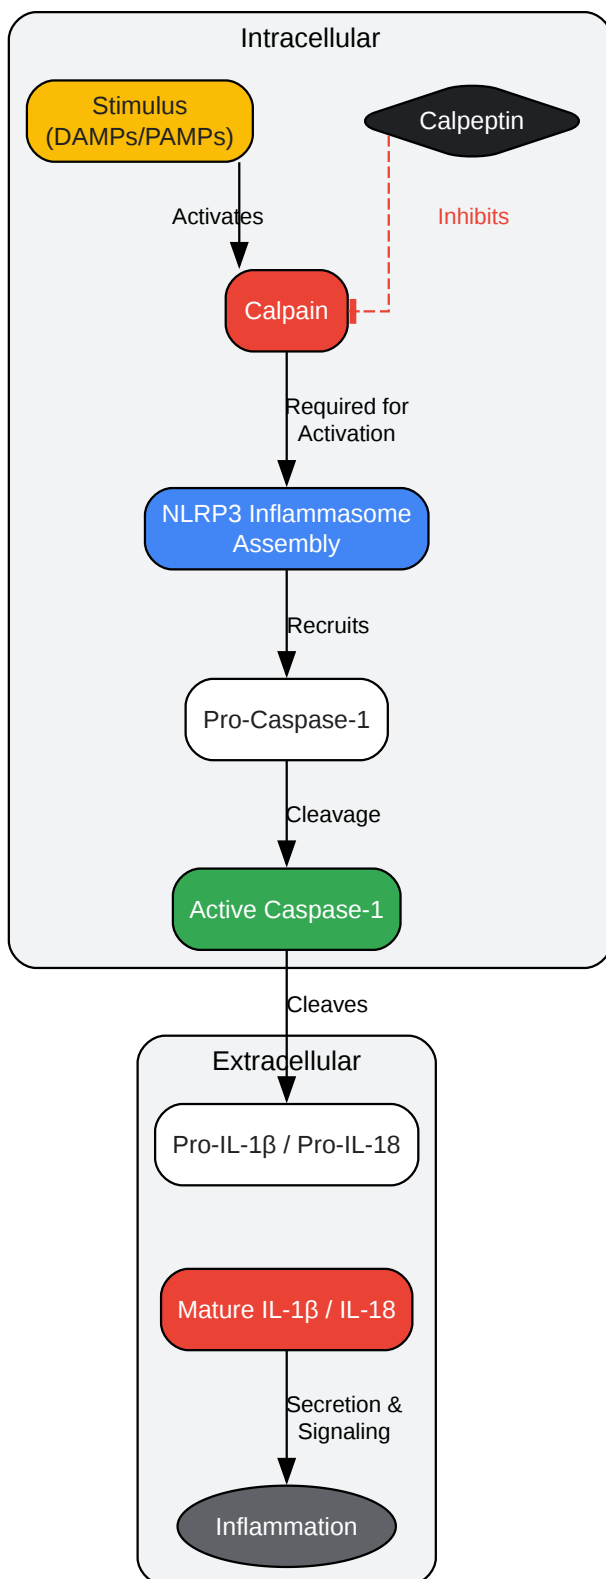 Intracellular
Stimulus
(DAMPs/PAMPs)
Calpeptin
Activates
Inhibits
Calpain
Required for
Activation
NLRP3 Inflammasome
Assembly
Recruits
Pro-Caspase-1
Cleavage
Active Caspase-1
Cleaves
Extracellular
Pro-IL-1β / Pro-IL-18
Mature IL-1β / IL-18
Secretion &
Signaling
Inflammation